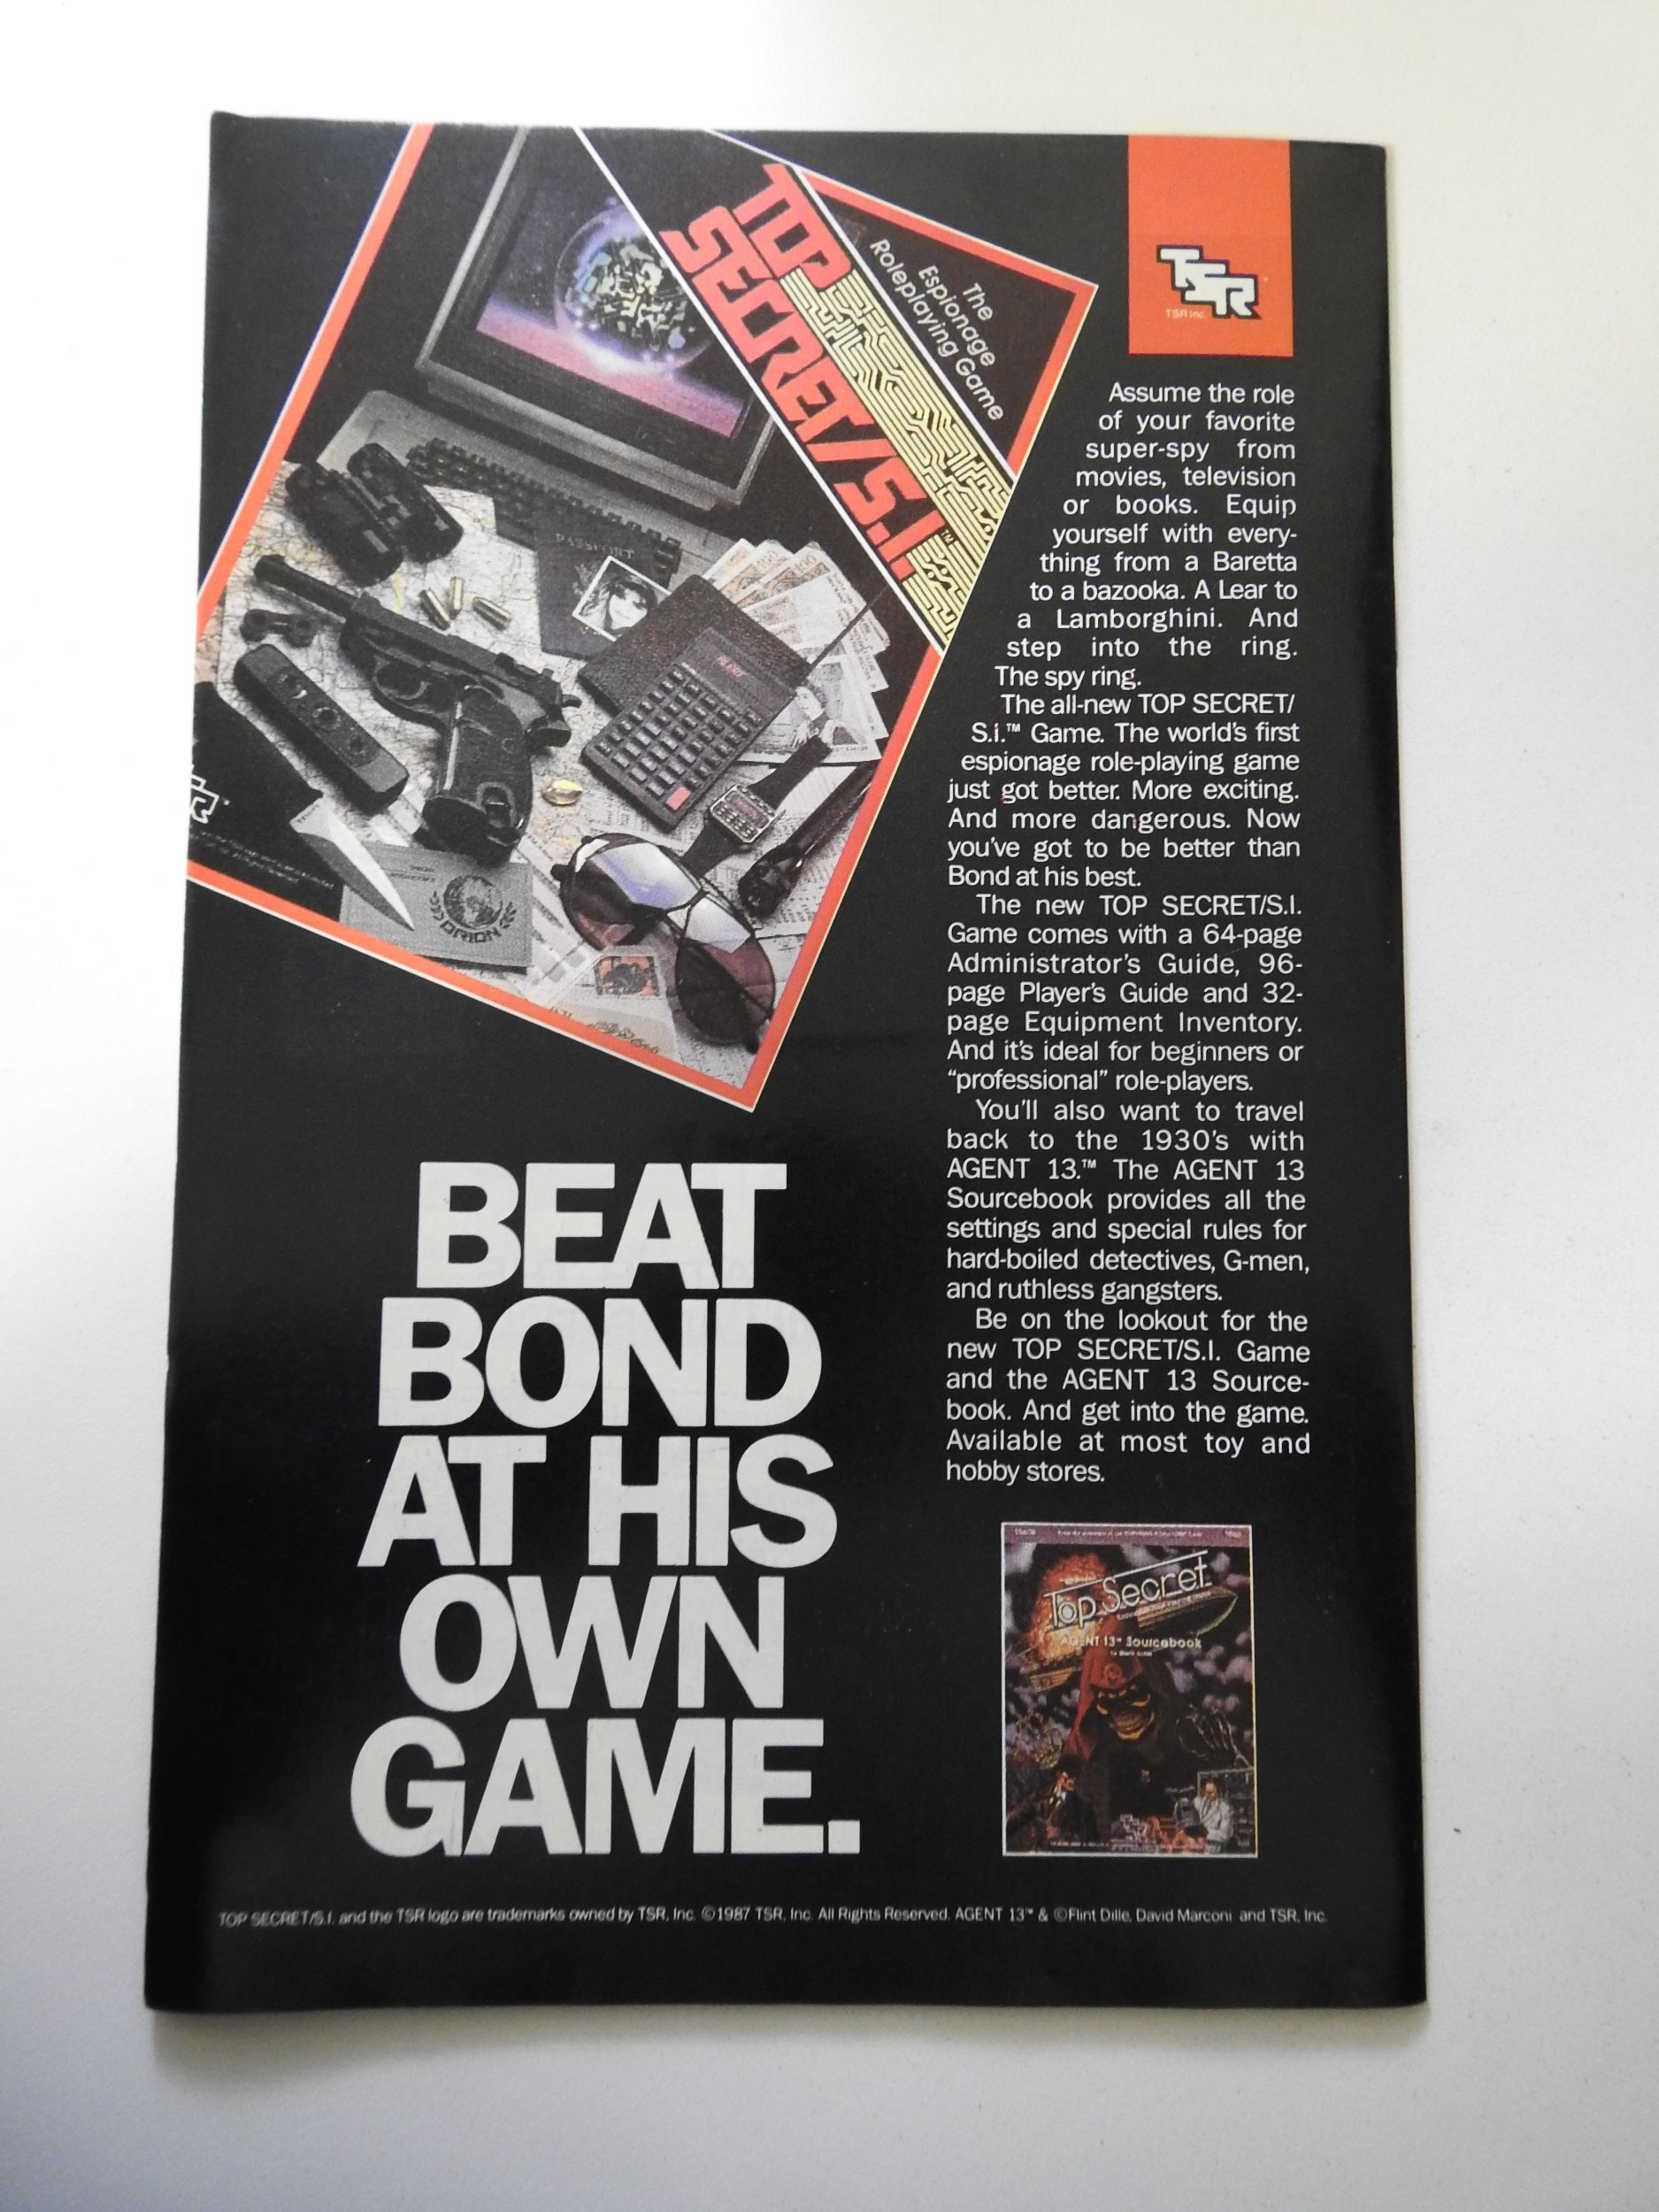 TOP
SECRET/S.I.™
The
Espionage
Roleplaying Game
PASSPORT
ORION
TSR
TSR Inc.
Assume the role
of your favorite
super-spy from
movies, television
or books. Equip
yourself with every-
thing from a Baretta
to a bazooka. A Lear to
a Lamborghini. And
step into the ring.
The spy ring.
The all-new TOP SECRET/
S.I.™ Game. The world's first
espionage role-playing game
just got better. More exciting.
And more dangerous. Now
you've got to be better than
Bond at his best.
The new TOP SECRET/S.I.
Game comes with a 64-page
Administrator's Guide, 96-
page Player's Guide and 32-
page Equipment Inventory.
And it's ideal for beginners or
“professional” role-players.
You'll also want to travel
back to the 1930's with
AGENT 13.™ The AGENT 13
Sourcebook provides all the
settings and special rules for
hard-boiled detectives, G-men,
and ruthless gangsters.
Be on the lookout for the
new TOP SECRET/S.I. Game
and the AGENT 13 Source-
book. And get into the game.
Available at most toy and
hobby stores.
BEAT
BOND
AT HIS
OWN
GAME.
Top Secret
AGENT 13™ Sourcebook
TOP SECRET/S.I. and the TSR logo are trademarks owned by TSR, Inc. ©1987 TSR, Inc. All Rights Reserved. AGENT 13™ & ©Flint Dille, David Marconi and TSR, Inc.